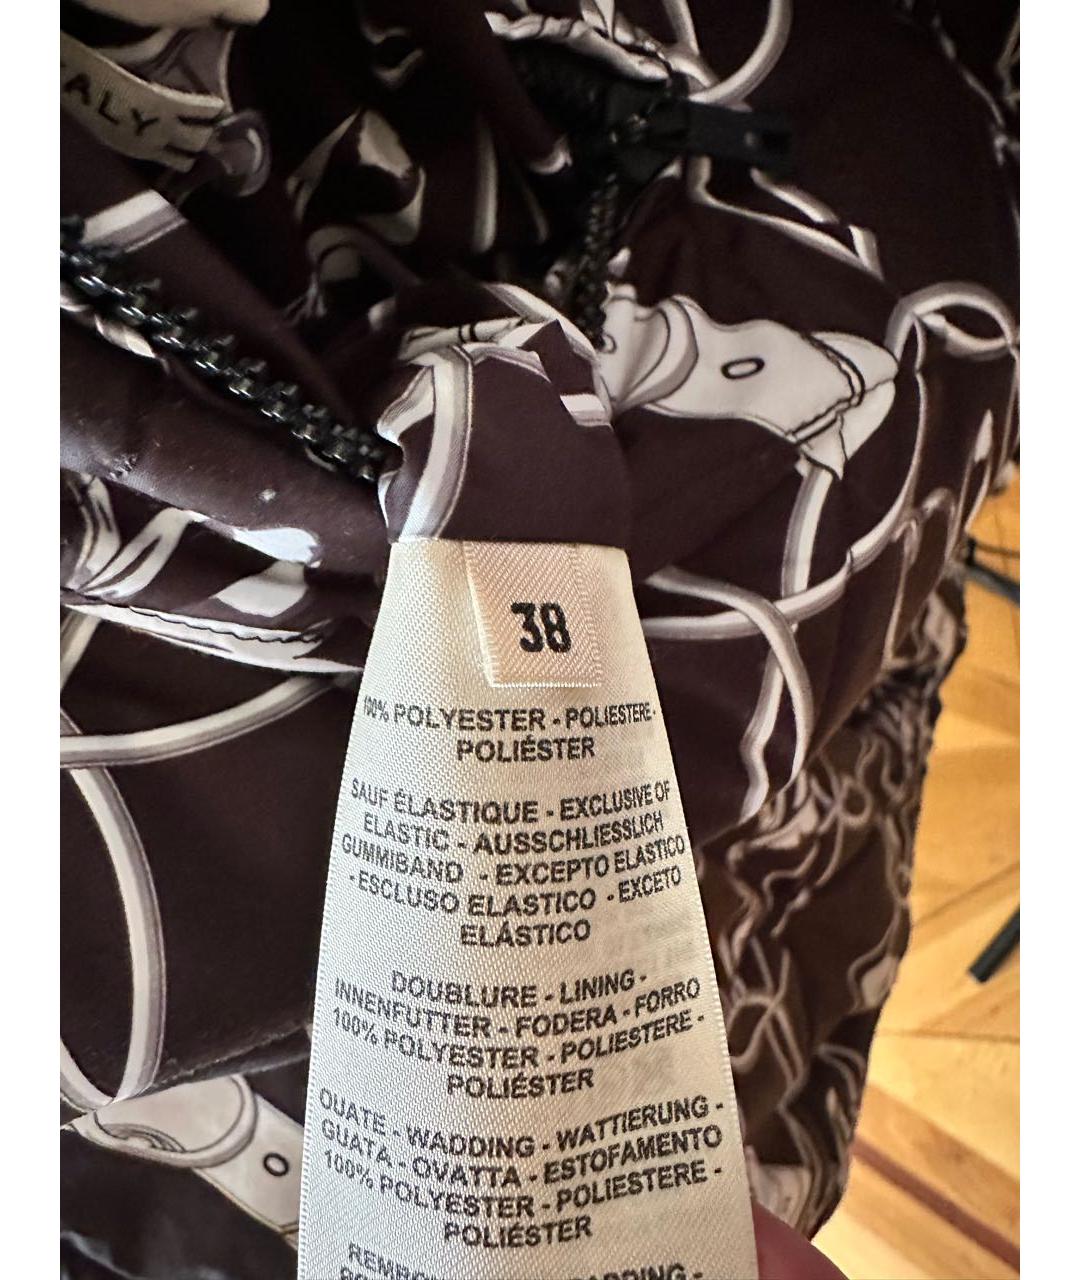 ALY
38
100% POLYESTER - POLIESTERE -
POLIÉSTER
SAUF ÉLASTIQUE - EXCLUSIVE OF
ELASTIC - AUSSCHLIESSLICH
GUMMIBAND - EXCEPTO ELASTICO
- ESCLUSO ELASTICO - EXCETO
ELÁSTICO
DOUBLURE - LINING -
INNENFUTTER - FODERA - FORRO
100% POLYESTER - POLIESTERE -
POLIÉSTER
OUATE - WADDING - WATTIERUNG -
GUATA - OVATTA - ESTOFAMENTO
100% POLYESTER - POLIESTERE -
POLIÉSTER